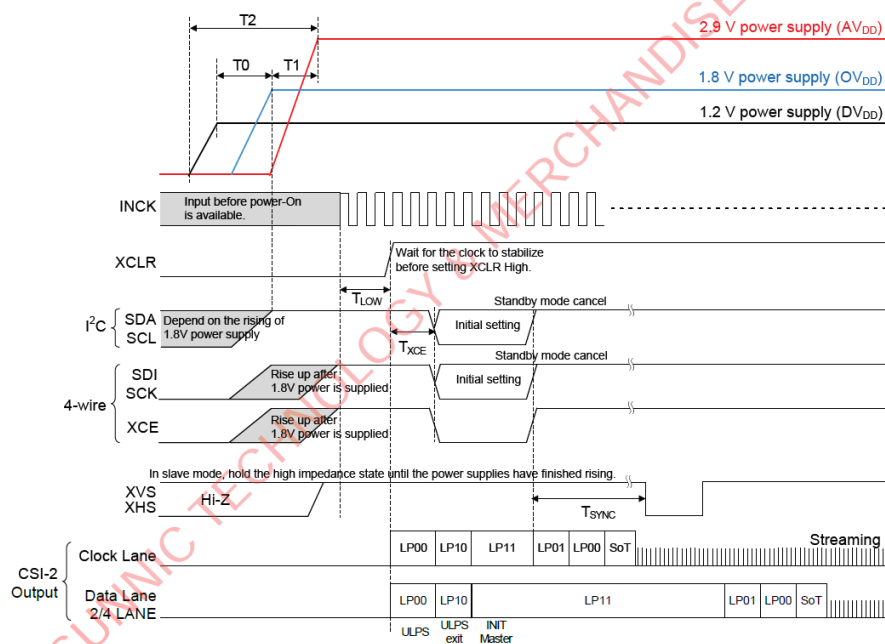 T2
2.9 V power supply (AVDD)
T0
T1
1.8 V power supply (OVDD)
1.2 V power supply (DVDD)
INCK
Input before power-On
is available.
XCLR
Wait for the clock to stabilize
before setting XCLR High.
TLOW
Standby mode cancel
I²C
SDA
SCL
Depend on the rising of
1.8V power supply
Initial setting
TXCE
Standby mode cancel
4-wire
SDI
SCK
Rise up after
1.8V power is supplied
Initial setting
XCE
Rise up after
1.8V power is supplied
In slave mode, hold the high impedance state until the power supplies have finished rising.
XVS
XHS
Hi-Z
TSYNC
Streaming
CSI-2
Output
Clock Lane
LP00 LP10 LP11 LP01 LP00 SoT
Data Lane
2/4 LANE
LP00 LP10 LP11 LP01 LP00 SoT
ULPS
ULPS
exit
INIT
Master
SUNNIC TECHNOLOGY & MERCHANDISE